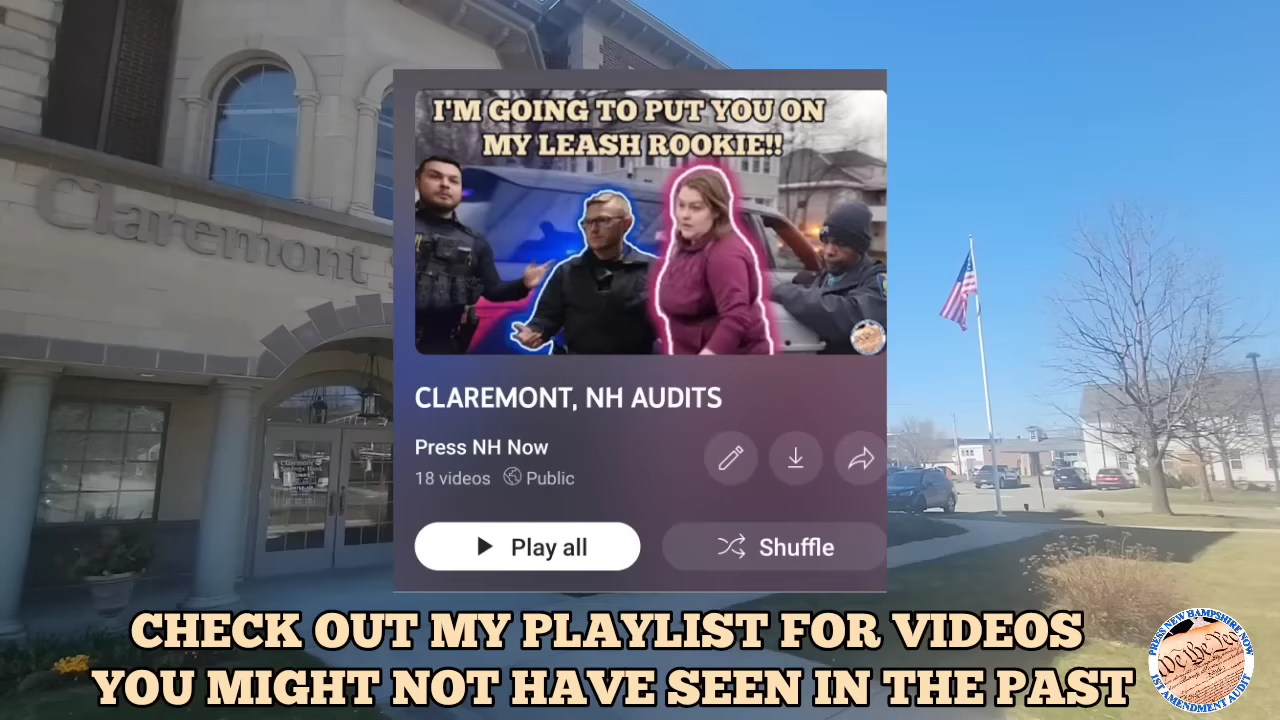 Claremont
I'M GOING TO PUT YOU ON
MY LEASH ROOKIE!!
CLAREMONT, NH AUDITS
Press NH Now
18 videos Public
Play all
Shuffle
CHECK OUT MY PLAYLIST FOR VIDEOS
YOU MIGHT NOT HAVE SEEN IN THE PAST
PRESS NEW HAMPSHIRE NOW
We the Peo
1ST AMENDMENT AUDIT